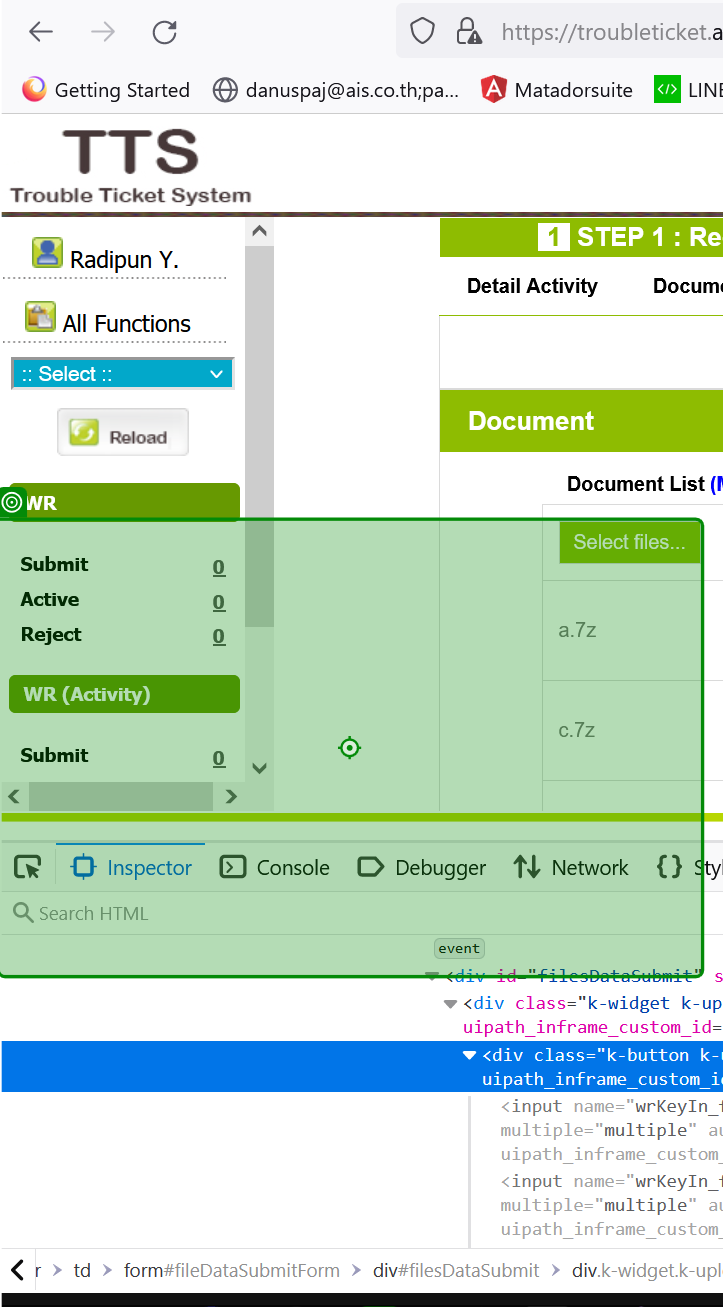 https://troubleticket.a
Getting Started
danuspaj@ais.co.th;pa...
Matadorsuite
LINE
TTS
Trouble Ticket System
Radipun Y.
All Functions
:: Select ::
Reload
WR
Submit 0
Active 0
Reject 0
WR (Activity)
Submit 0
1 STEP 1 : Re
Detail Activity Docume
Document
Document List (M
Select files...
a.7z
c.7z
Inspector Console Debugger Network Styl
Search HTML
event
<div id="filesDataSubmit" s
<div class="k-widget k-up
uipath_inframe_custom_id=
<div class="k-button k-u
uipath_inframe_custom_id
<input name="wrKeyIn_f
multiple="multiple" au
uipath_inframe_custom_
<input name="wrKeyIn_f
multiple="multiple" au
uipath_inframe_custom_
r > td > form#fileDataSubmitForm > div#filesDataSubmit > div.k-widget.k-upl